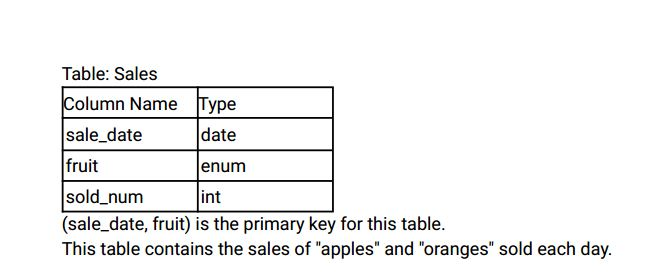 Table: Sales
Column Name Type
sale_date date
fruit enum
sold_num int
(sale_date, fruit) is the primary key for this table.
This table contains the sales of "apples" and "oranges" sold each day.